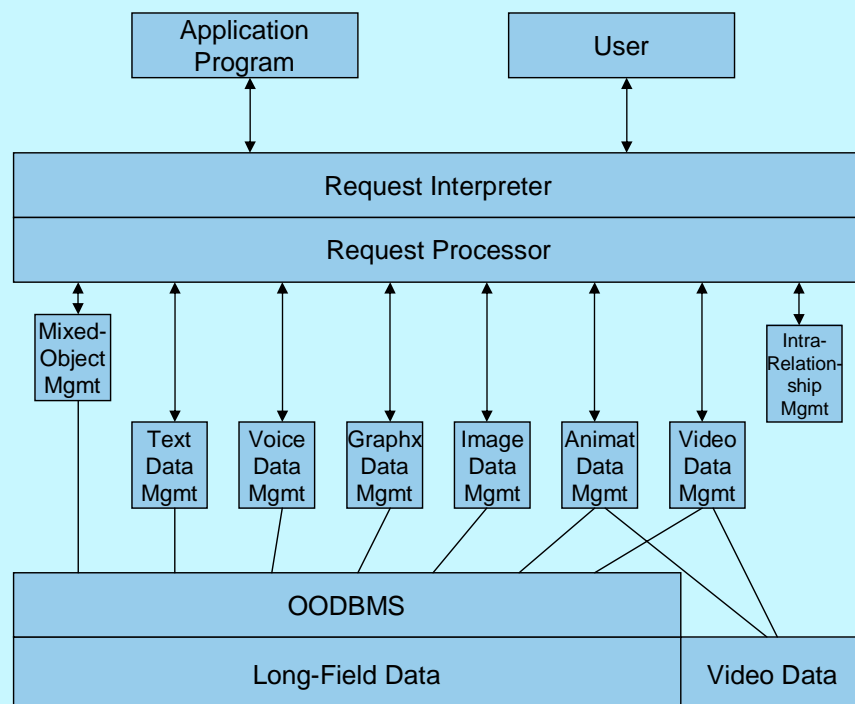 Application
Program
User
Request Interpreter
Request Processor
Mixed-
Object
Mgmt
Intra-
Relation-
ship
Mgmt
Text
Data
Mgmt
Voice
Data
Mgmt
Graphx
Data
Mgmt
Image
Data
Mgmt
Animat
Data
Mgmt
Video
Data
Mgmt
OODBMS
Long-Field Data
Video Data